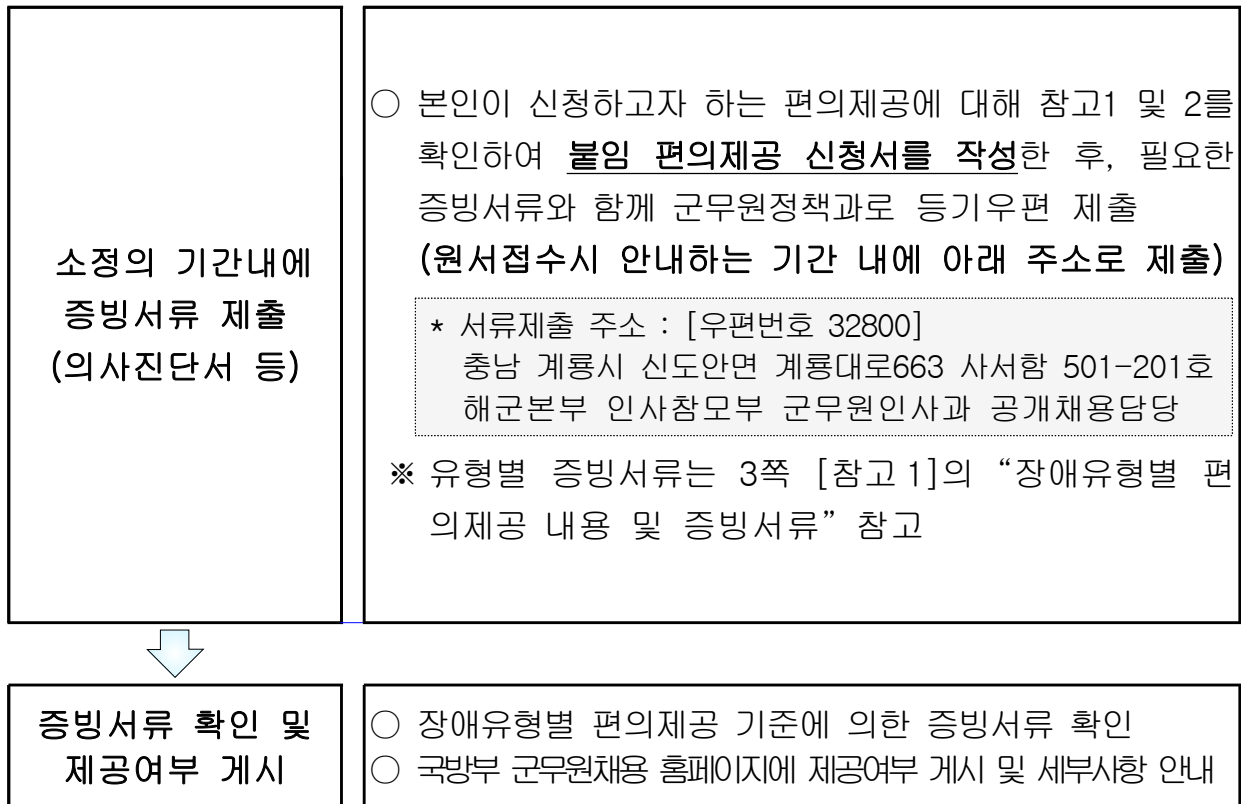 소정의 기간내에
증빙서류 제출
(의사진단서 등)
○ 본인이 신청하고자 하는 편의제공에 대해 참고1 및 2를
확인하여 붙임 편의제공 신청서를 작성한 후, 필요한
증빙서류와 함께 군무원정책과로 등기우편 제출
(원서접수시 안내하는 기간 내에 아래 주소로 제출)
* 서류제출 주소 : [우편번호 32800]
충남 계룡시 신도안면 계룡대로663 사서함 501-201호
해군본부 인사참모부 군무원인사과 공개채용담당
※ 유형별 증빙서류는 3쪽 [참고 1]의 “장애유형별 편
의제공 내용 및 증빙서류” 참고
증빙서류 확인 및
제공여부 게시
○ 장애유형별 편의제공 기준에 의한 증빙서류 확인
○ 국방부 군무원채용 홈페이지에 제공여부 게시 및 세부사항 안내